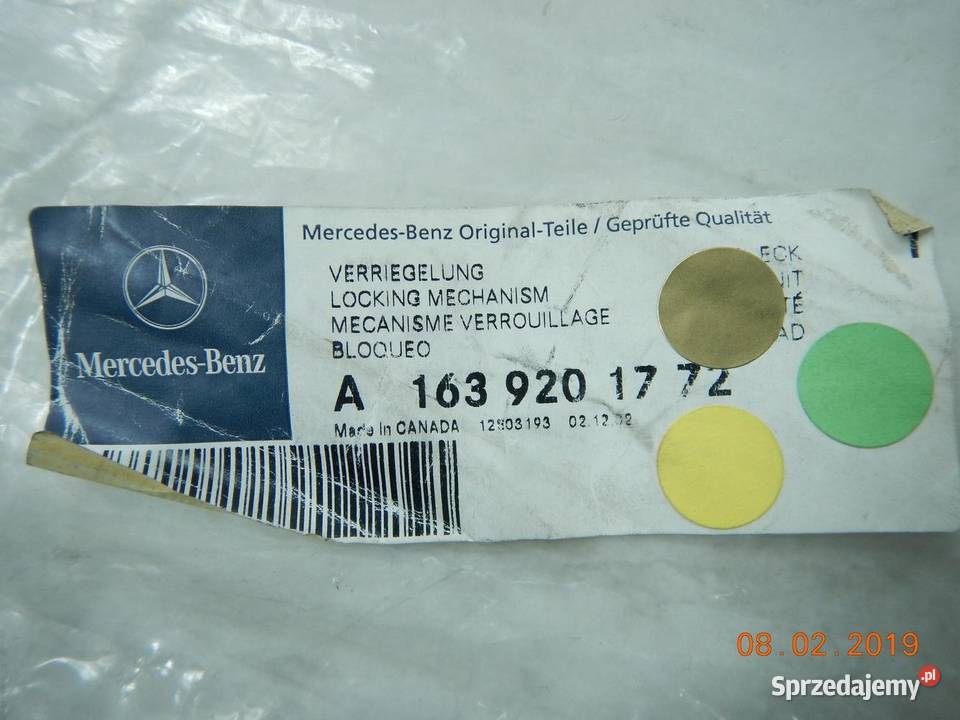 Mercedes-Benz Original-Teile / Geprüfte Qualität
Mercedes-Benz
VERRIEGELUNG
LOCKING MECHANISM
MECANISME VERROUILLAGE
BLOQUEO
A 163 920 17 72
Made in CANADA 02.12.02
08.02.2019
Sprzedajemy.pl